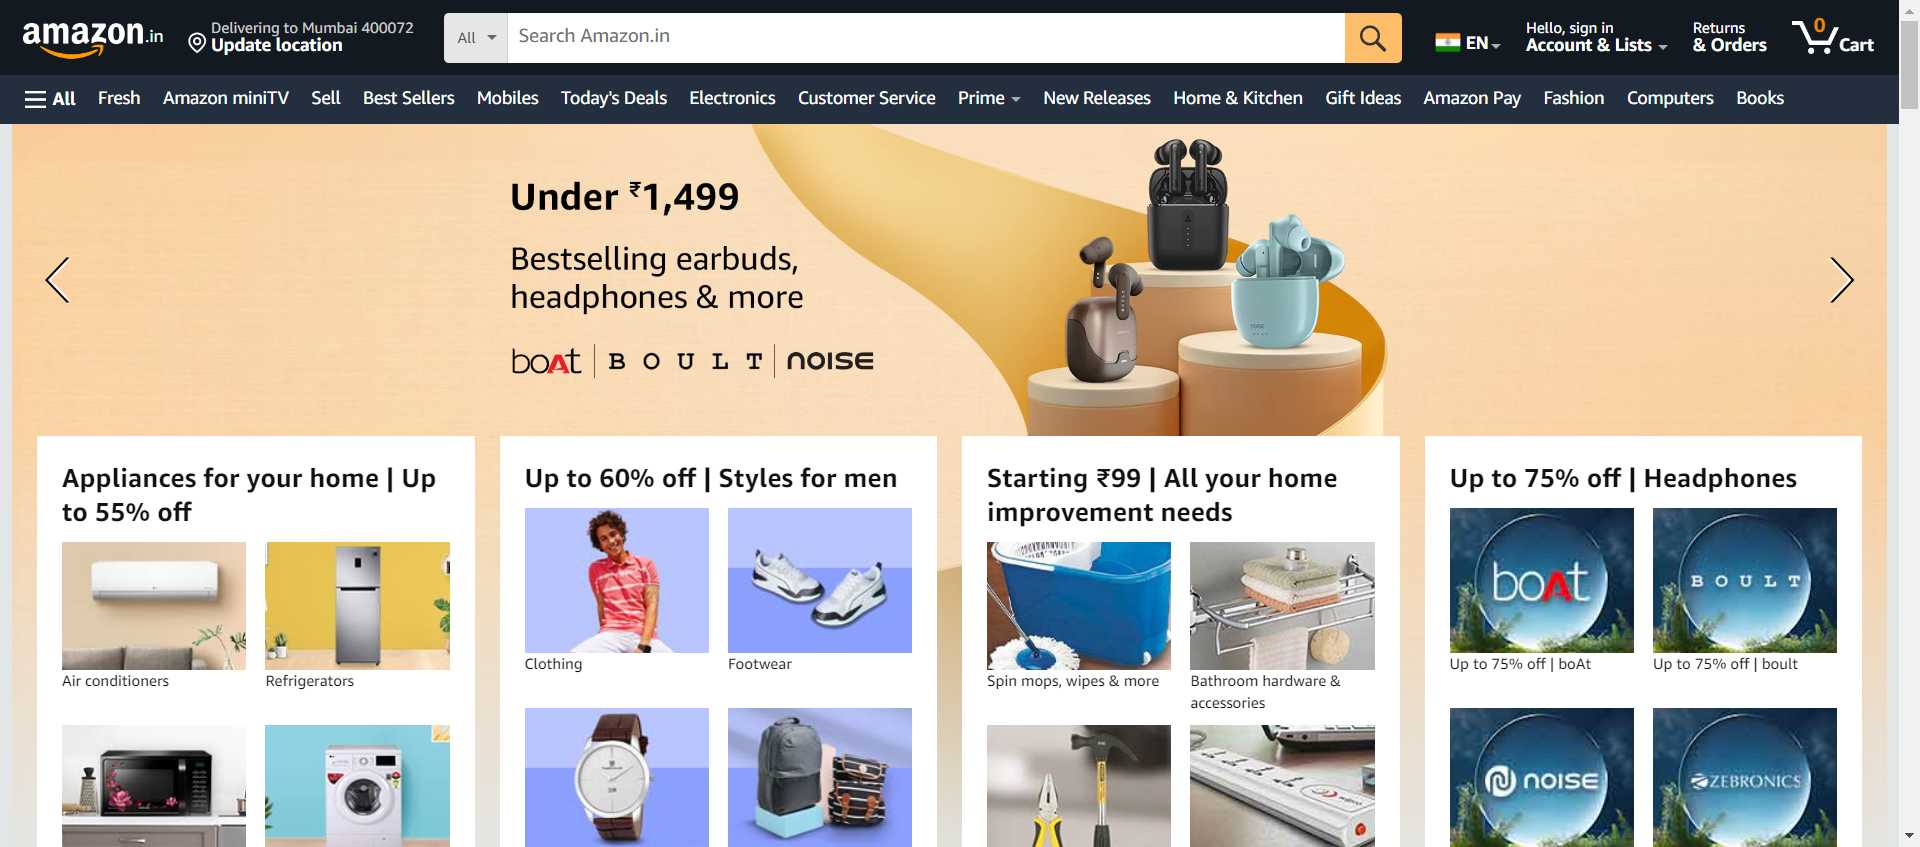 amazon.in
Delivering to Mumbai 400072
Update location
All
Search Amazon.in
EN
Hello, sign in
Account & Lists
Returns
& Orders
0
Cart
All
Fresh
Amazon miniTV
Sell
Best Sellers
Mobiles
Today's Deals
Electronics
Customer Service
Prime
New Releases
Home & Kitchen
Gift Ideas
Amazon Pay
Fashion
Computers
Books
Under ₹1,499
Bestselling earbuds,
headphones & more
boAt
BOULT
NOISE
Appliances for your home | Up
to 55% off
Air conditioners
Refrigerators
Up to 60% off | Styles for men
Clothing
Footwear
Starting ₹99 | All your home
improvement needs
Spin mops, wipes & more
Bathroom hardware &
accessories
Up to 75% off | Headphones
boAt
BOULT
Up to 75% off | boAt
Up to 75% off | boult
NOISE
ZEBRONICS